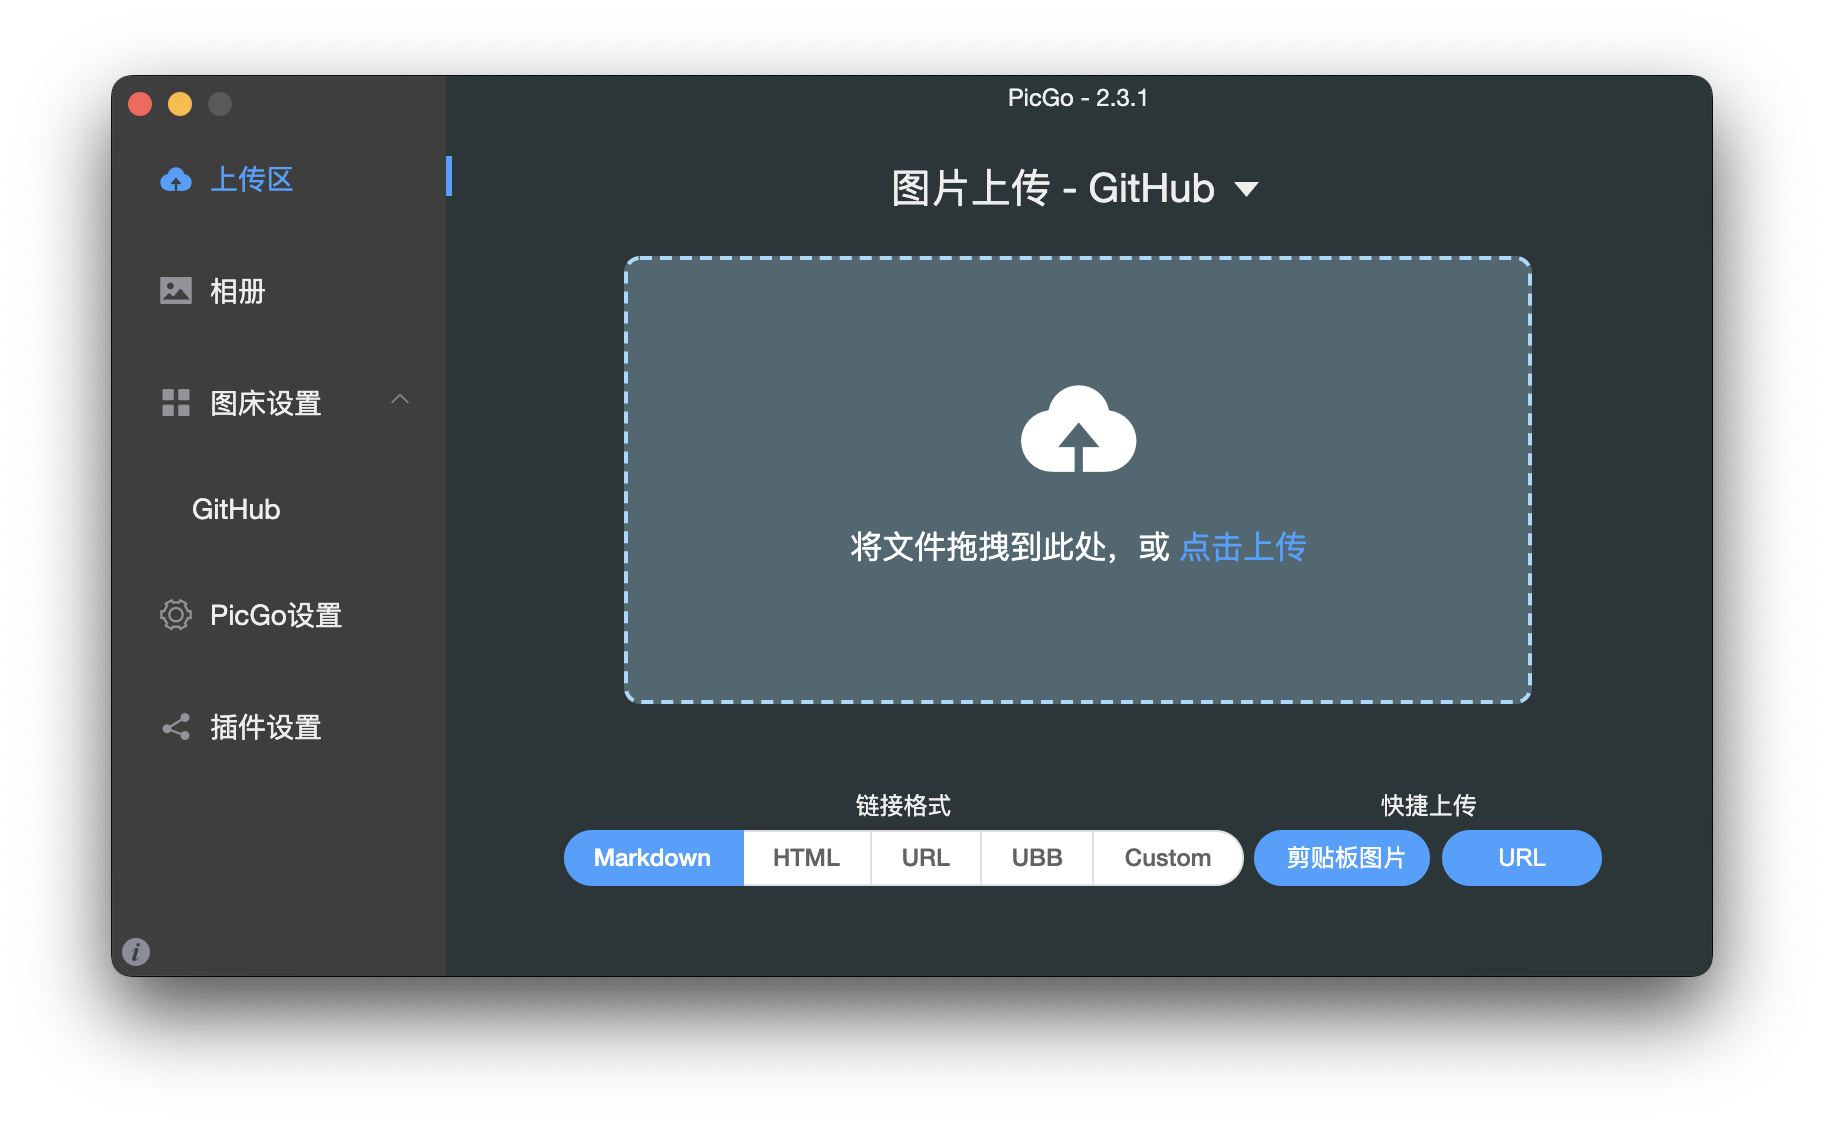 PicGo - 2.3.1
上传区
相册
图床设置
GitHub
PicGo设置
插件设置
图片上传 - GitHub
将文件拖拽到此处，或 点击上传
链接格式
Markdown HTML URL UBB Custom
快捷上传
剪贴板图片 URL
i